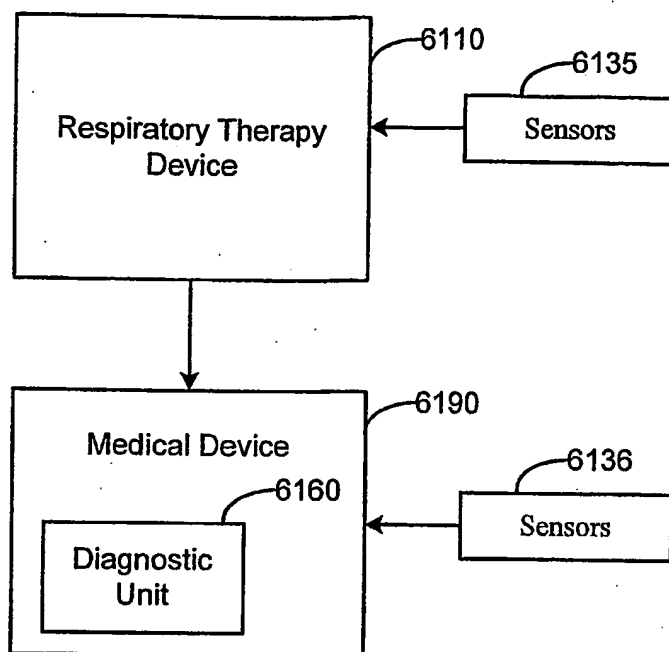 6110
6135
Respiratory Therapy
Device
Sensors
6190
Medical Device
6136
6160
Sensors
Diagnostic
Unit